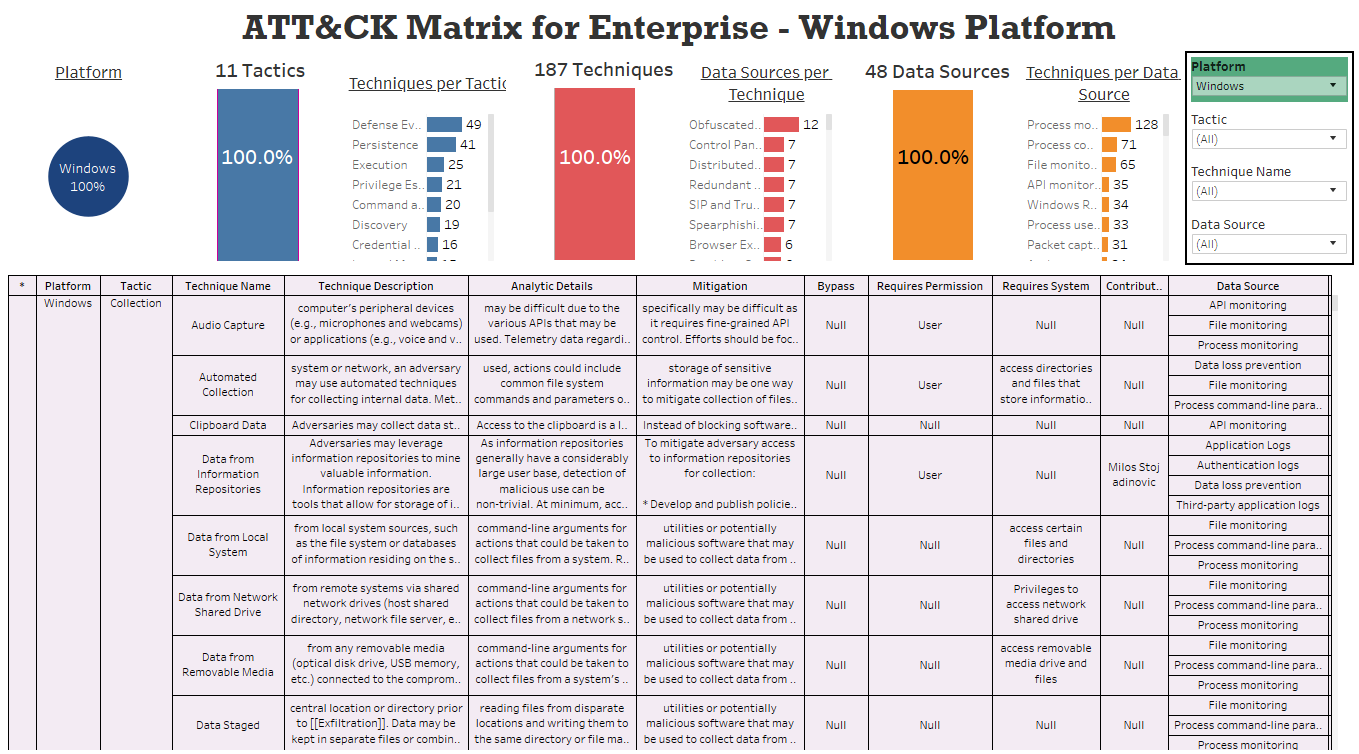 ATT&CK Matrix for Enterprise - Windows Platform
Platform
Windows
100%
11 Tactics
100.0%
Techniques per Tactic
Defense Ev.. 49
Persistence 41
Execution 25
Privilege Es.. 21
Command a.. 20
Discovery 19
Credential .. 16
187 Techniques
100.0%
Data Sources per
Technique
Obfuscated.. 12
Control Pan.. 7
Distributed.. 7
Redundant .. 7
SIP and Tru.. 7
Spearphishi.. 7
Browser Ex.. 6
48 Data Sources
100.0%
Techniques per Data
Source
Process mo.. 128
Process co.. 71
File monito.. 65
API monitor.. 35
Windows R.. 34
Process use.. 33
Packet capt.. 31
Platform
Windows
Tactic
(All)
Technique Name
(All)
Data Source
(All)
* Platform Tactic Technique Name Technique Description Analytic Details Mitigation Bypass Requires Permission Requires System Contribut.. Data Source
Windows Collection
Audio Capture
computer's peripheral devices
(e.g., microphones and webcams)
or applications (e.g., voice and v..
may be difficult due to the
various APIs that may be
used. Telemetry data regardi..
specifically may be difficult as
it requires fine-grained API
control. Efforts should be foc..
Null User Null Null
API monitoring
File monitoring
Process monitoring
Automated
Collection
system or network, an adversary
may use automated techniques
for collecting internal data. Met..
used, actions could include
common file system
commands and parameters o..
storage of sensitive
information may be one way
to mitigate collection of files..
Null User
access directories
and files that
store informatio..
Null
Data loss prevention
File monitoring
Process command-line para..
Clipboard Data Adversaries may collect data st.. Access to the clipboard is a l.. Instead of blocking software.. Null Null Null Null API monitoring
Data from
Information
Repositories
Adversaries may leverage
information repositories to mine
valuable information.
Information repositories are
tools that allow for storage of i..
As information repositories
generally have a considerably
large user base, detection of
malicious use can be
non-trivial. At minimum, acc..
To mitigate adversary access
to information repositories
for collection:
* Develop and publish policie..
Null User Null
Milos Stoj
adinovic
Application Logs
Authentication logs
Data loss prevention
Third-party application logs
Data from Local
System
from local system sources, such
as the file system or databases
of information residing on the s..
command-line arguments for
actions that could be taken to
collect files from a system. R..
utilities or potentially
malicious software that may
be used to collect data from ..
Null Null
access certain
files and
directories
Null
File monitoring
Process command-line para..
Process monitoring
Data from Network
Shared Drive
from remote systems via shared
network drives (host shared
directory, network file server, e..
command-line arguments for
actions that could be taken to
collect files from a network s..
utilities or potentially
malicious software that may
be used to collect data from ..
Null Null
Privileges to
access network
shared drive
Null
File monitoring
Process command-line para..
Process monitoring
Data from
Removable Media
from any removable media
(optical disk drive, USB memory,
etc.) connected to the comprom..
command-line arguments for
actions that could be taken to
collect files from a system's ..
utilities or potentially
malicious software that may
be used to collect data from ..
Null Null
access removable
media drive and
files
Null
File monitoring
Process command-line para..
Process monitoring
Data Staged
central location or directory prior
to [[Exfiltration]]. Data may be
kept in separate files or combin..
reading files from disparate
locations and writing them to
the same directory or file ma..
utilities or potentially
malicious software that may
be used to collect data from ..
Null Null Null Null
File monitoring
Process command-line para..
Process monitoring